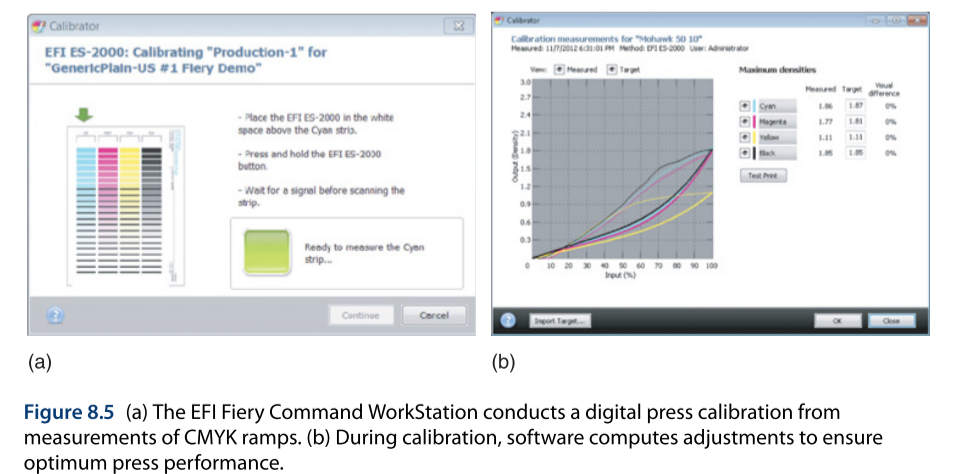 Calibrator
EFI ES-2000: Calibrating "Production-1" for
"GenericPlain-US #1 Fiery Demo"
- Place the EFI ES-2000 in the white
space above the Cyan strip.
- Press and hold the EFI ES-2000
button.
- Wait for a signal before scanning the
strip.
Ready to measure the Cyan
strip...
Continue
Cancel
(a)
Calibrator
Calibration measurements for "Mohawk 50 10"
Measured: 11/7/2012 6:31:01 PM Method: EFI ES-2000 User: Administrator
View: Measured Target
Output (Density)
3.0
2.7
2.4
2.1
1.8
1.5
1.2
0.9
0.6
0.3
0 10 20 30 40 50 60 70 80 90 100
Input (%)
Maximum densities
Measured Target Visual difference
Cyan 1.86 1.87 0%
Magenta 1.77 1.81 0%
Yellow 1.11 1.11 0%
Black 1.85 1.85 0%
Test Print
Import Target...
OK
Close
(b)
Figure 8.5 (a) The EFI Fiery Command WorkStation conducts a digital press calibration from
measurements of CMYK ramps. (b) During calibration, software computes adjustments to ensure
optimum press performance.